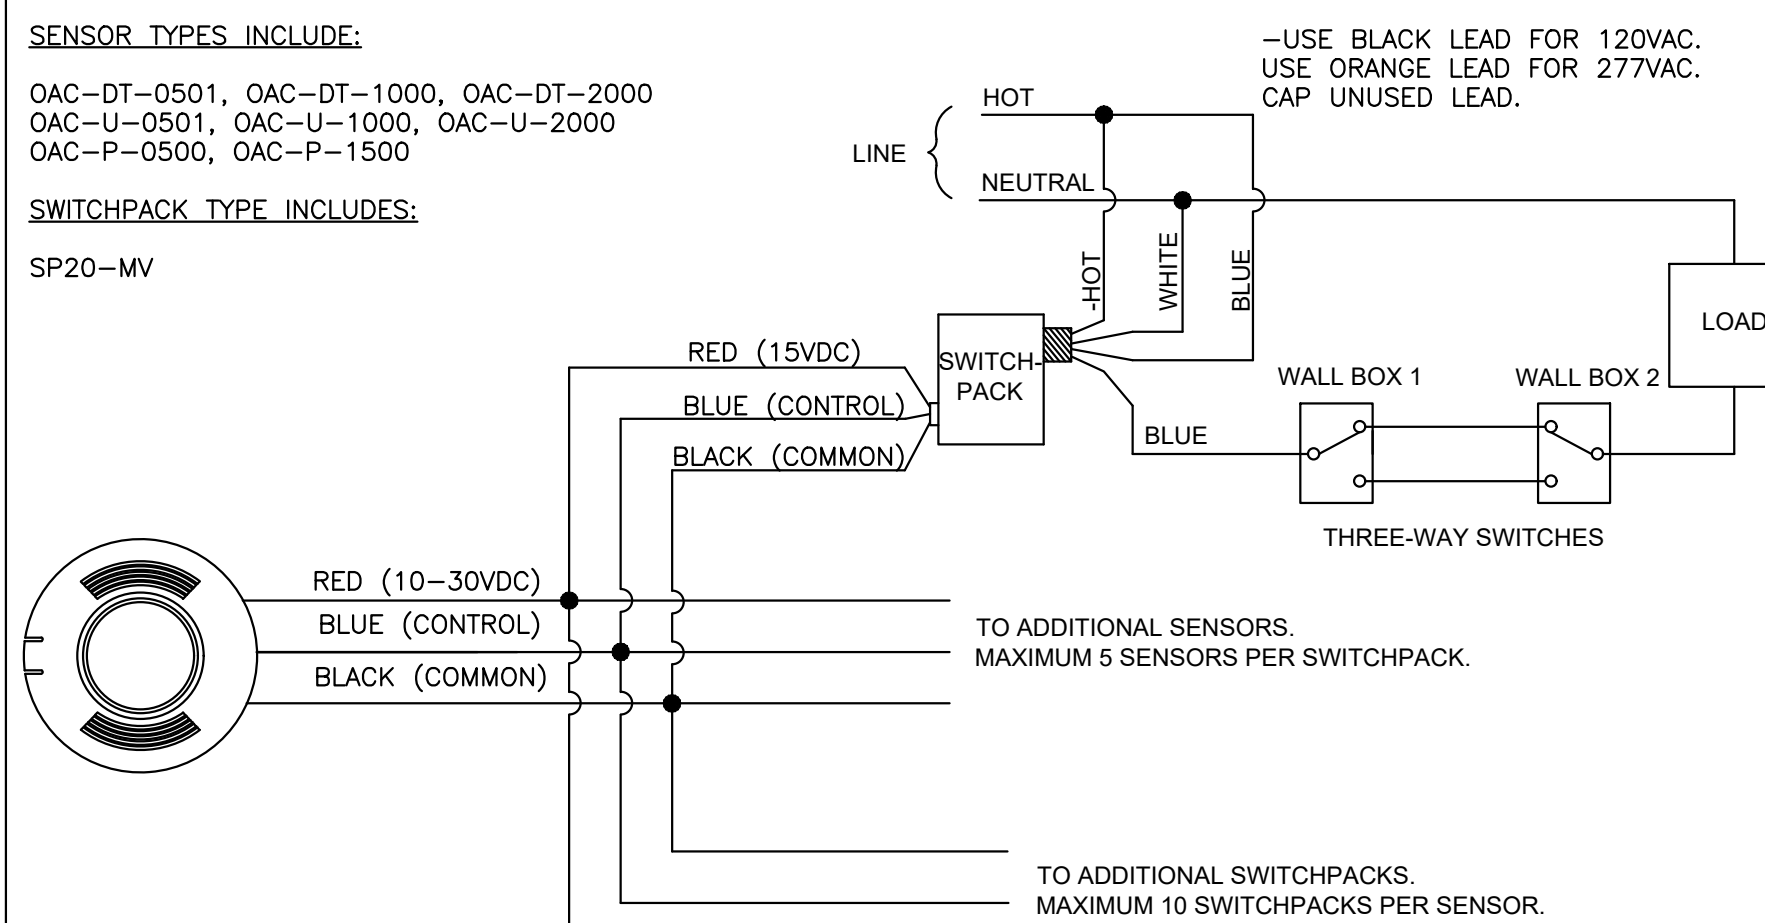 SENSOR TYPES INCLUDE:
OAC-DT-0501, OAC-DT-1000, OAC-DT-2000
OAC-U-0501, OAC-U-1000, OAC-U-2000
OAC-P-0500, OAC-P-1500
SWITCHPACK TYPE INCLUDES:
SP20-MV
-USE BLACK LEAD FOR 120VAC.
USE ORANGE LEAD FOR 277VAC.
CAP UNUSED LEAD.
HOT
LINE
NEUTRAL
-HOT
WHITE
BLUE
LOAD
SWITCH-
PACK
RED (15VDC)
BLUE (CONTROL)
BLACK (COMMON)
BLUE
WALL BOX 1
WALL BOX 2
THREE-WAY SWITCHES
RED (10-30VDC)
BLUE (CONTROL)
BLACK (COMMON)
TO ADDITIONAL SENSORS.
MAXIMUM 5 SENSORS PER SWITCHPACK.
TO ADDITIONAL SWITCHPACKS.
MAXIMUM 10 SWITCHPACKS PER SENSOR.